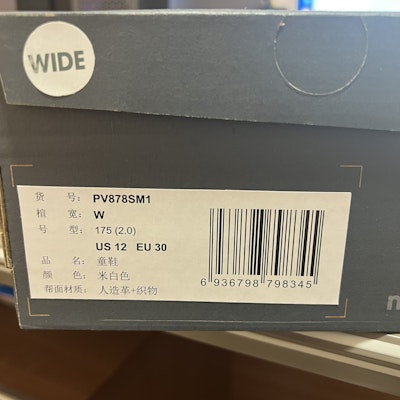 WIDE
货 号： PV878SM1
楦 宽： W
号 型： 175 (2.0)
US 12 EU 30
品 名： 童鞋
颜 色： 米白色
帮面材质： 人造革+织物
6 936798 798345